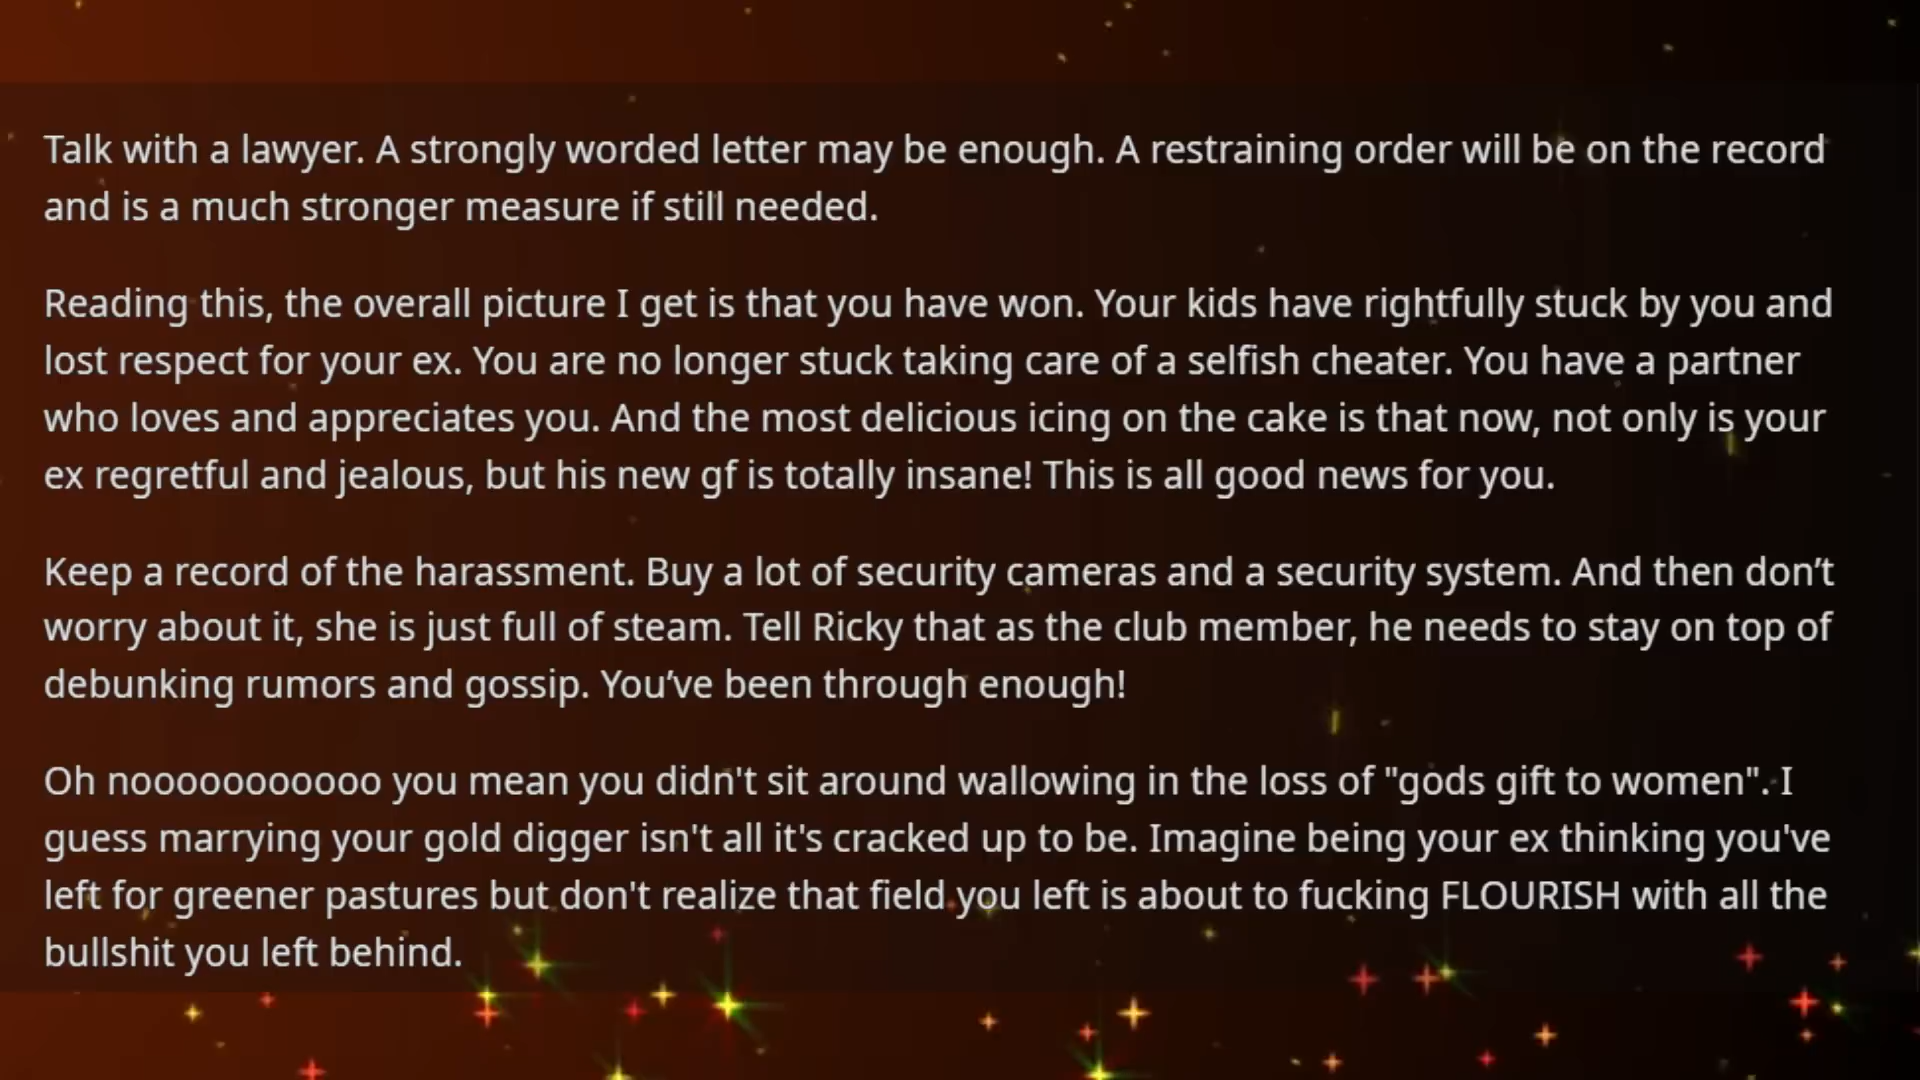 Talk with a lawyer. A strongly worded letter may be enough. A restraining order will be on the record
and is a much stronger measure if still needed.
Reading this, the overall picture I get is that you have won. Your kids have rightfully stuck by you and
lost respect for your ex. You are no longer stuck taking care of a selfish cheater. You have a partner
who loves and appreciates you. And the most delicious icing on the cake is that now, not only is your
ex regretful and jealous, but his new gf is totally insane! This is all good news for you.
Keep a record of the harassment. Buy a lot of security cameras and a security system. And then don’t
worry about it, she is just full of steam. Tell Ricky that as the club member, he needs to stay on top of
debunking rumors and gossip. You’ve been through enough!
Oh nooooooooooo you mean you didn't sit around wallowing in the loss of "gods gift to women". I
guess marrying your gold digger isn't all it's cracked up to be. Imagine being your ex thinking you've
left for greener pastures but don't realize that field you left is about to fucking FLOURISH with all the
bullshit you left behind.